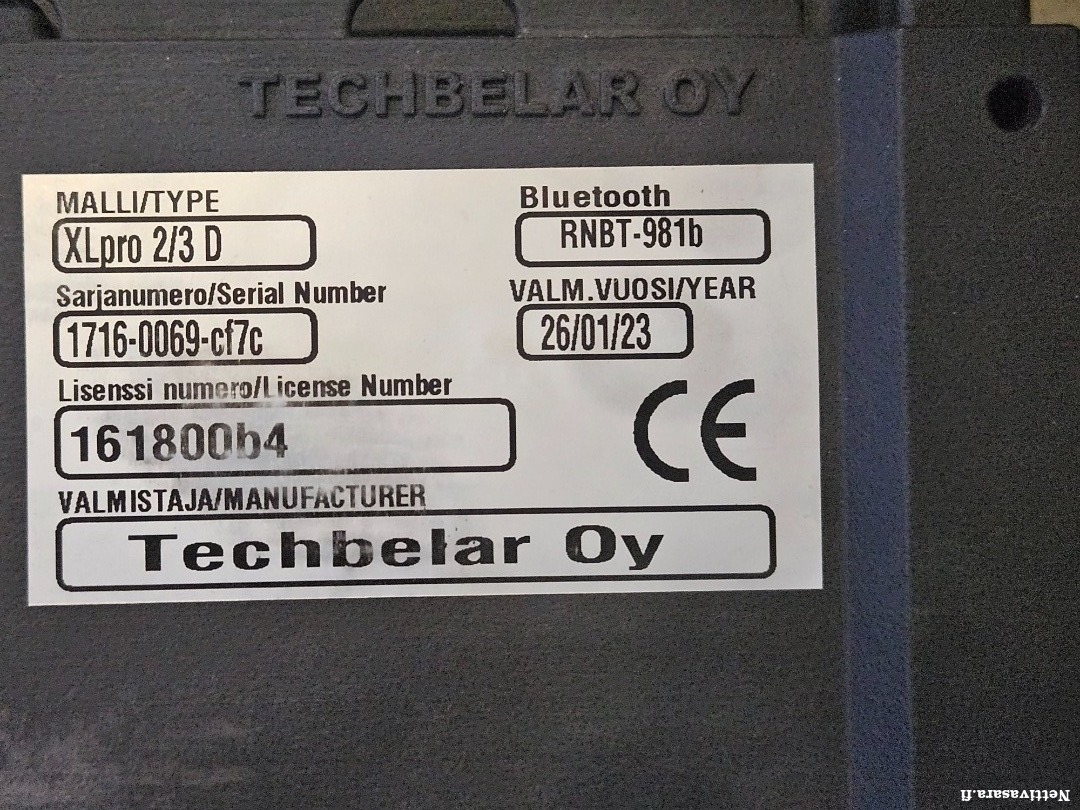 TECHBELAR OY
MALLI/TYPE
XLpro 2/3 D
Bluetooth
RNBT-981b
Sarjanumero/Serial Number
1716-0069-cf7c
VALM.VUOSI/YEAR
26/01/23
Lisenssi numero/License Number
161800b4
CE
VALMISTAJA/MANUFACTURER
Techbelar Oy
Nettivasara.fi